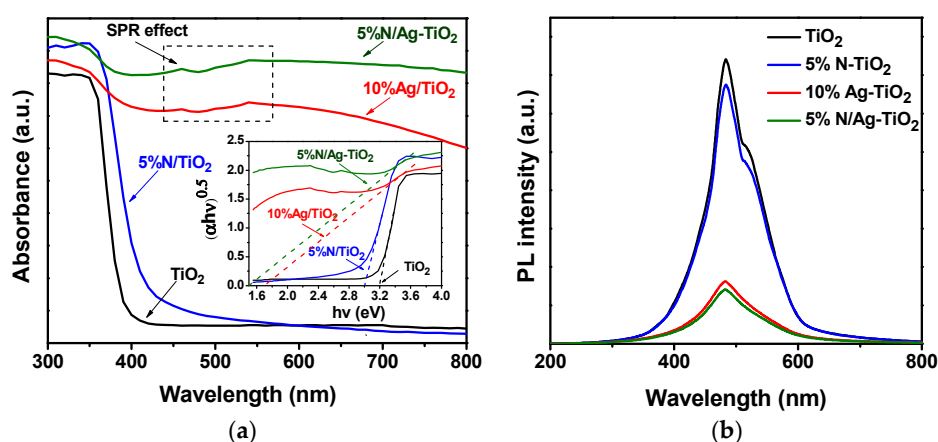 SPR effect
5%N/Ag-TiO₂
10%Ag/TiO₂
5%N/TiO₂
TiO₂
Absorbance (a.u.)
300 400 500 600 700 800
Wavelength (nm)
(αhν)^0.5
2.5
2.0
1.5
1.0
0.5
0.0
5%N/Ag-TiO₂
10%Ag/TiO₂
5%N/TiO₂
TiO₂
1.6 2.0 2.4 2.8 3.2 3.6 4.0
hν (eV)
(a)
TiO₂
5% N-TiO₂
10% Ag-TiO₂
5% N/Ag-TiO₂
PL intensity (a.u.)
200 400 600 800
Wavelength (nm)
(b)